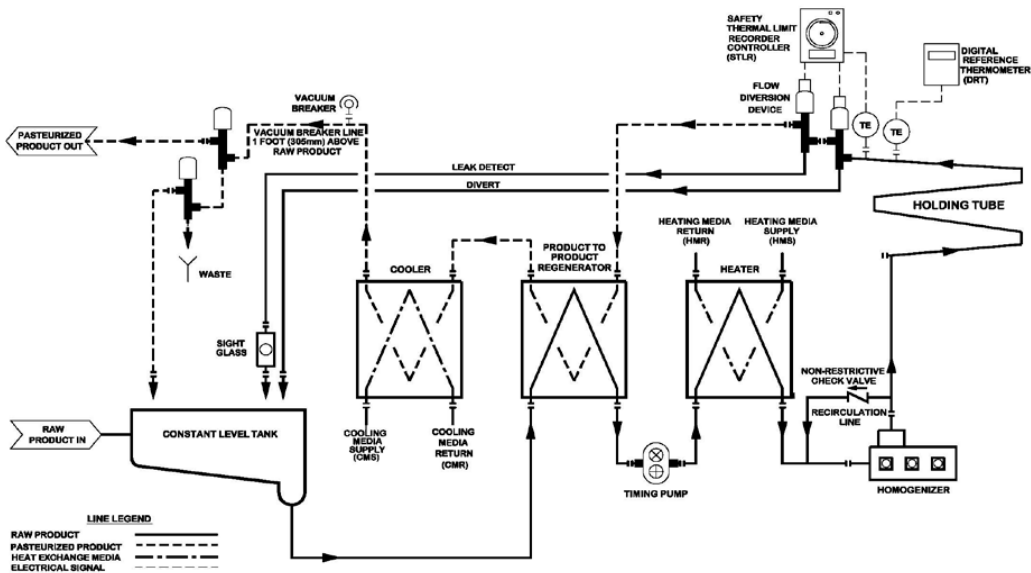 SAFETY
THERMAL LIMIT
RECORDER
CONTROLLER
(STLR)
DIGITAL
REFERENCE
THERMOMETER
(DRT)
FLOW
DIVERSION
DEVICE
TE
TE
VACUUM
BREAKER
PASTEURIZED
PRODUCT OUT
VACUUM BREAKER LINE
1 FOOT (305mm) ABOVE
RAW PRODUCT
LEAK DETECT
DIVERT
HOLDING TUBE
WASTE
HEATING MEDIA
RETURN
(HMR)
HEATING MEDIA
SUPPLY
(HMS)
COOLER
PRODUCT TO
PRODUCT
REGENERATOR
HEATER
SIGHT
GLASS
NON-RESTRICTIVE
CHECK VALVE
RECIRCULATION
LINE
RAW
PRODUCT IN
CONSTANT LEVEL TANK
COOLING
MEDIA
SUPPLY
(CMS)
COOLING
MEDIA
RETURN
(CMR)
TIMING PUMP
HOMOGENIZER
LINE LEGEND
RAW PRODUCT
PASTEURIZED PRODUCT
HEAT EXCHANGE MEDIA
ELECTRICAL SIGNAL